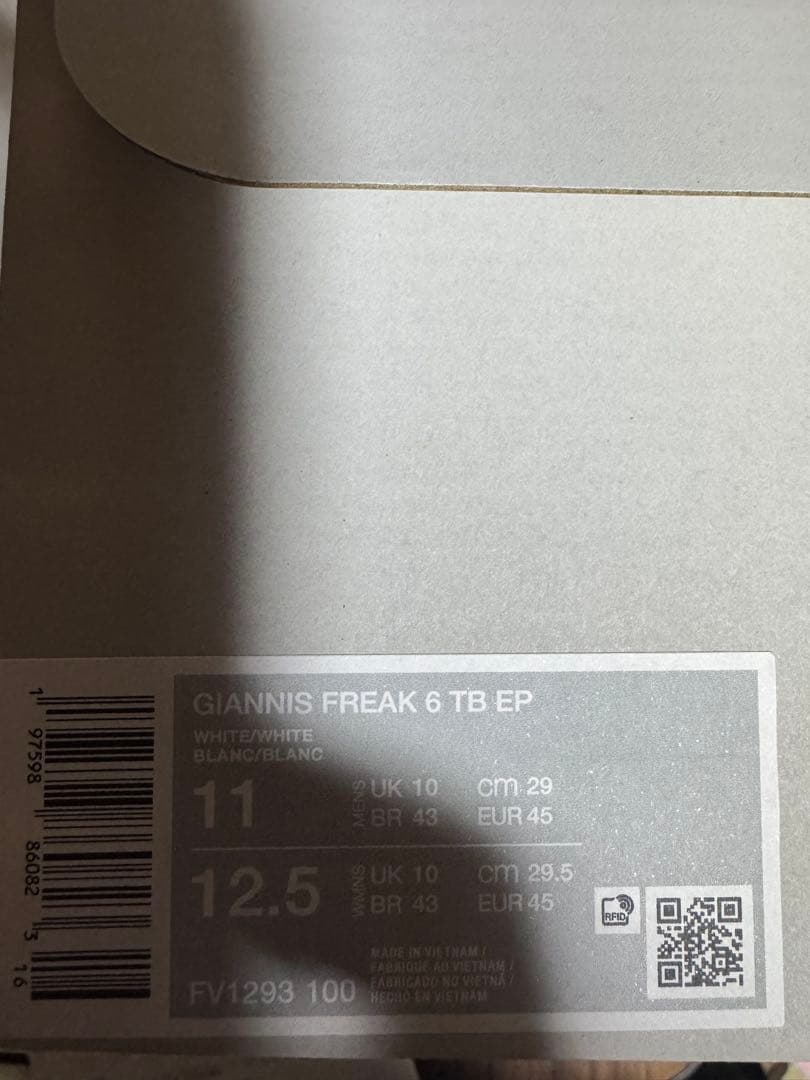 GIANNIS FREAK 6 TB EP
WHITE/WHITE
BLANC/BLANC
11 MENS UK 10 cm 29
BR 43 EUR 45
12.5 WMNS UK 10 cm 29.5
BR 43 EUR 45
FV1293 100
MADE IN VIETNAM /
FABRIQUÉ AU VIETNAM /
FABRICADO NO VIETNÃ /
HECHO EN VIETNAM
RFID
1 97598 86082 3 16